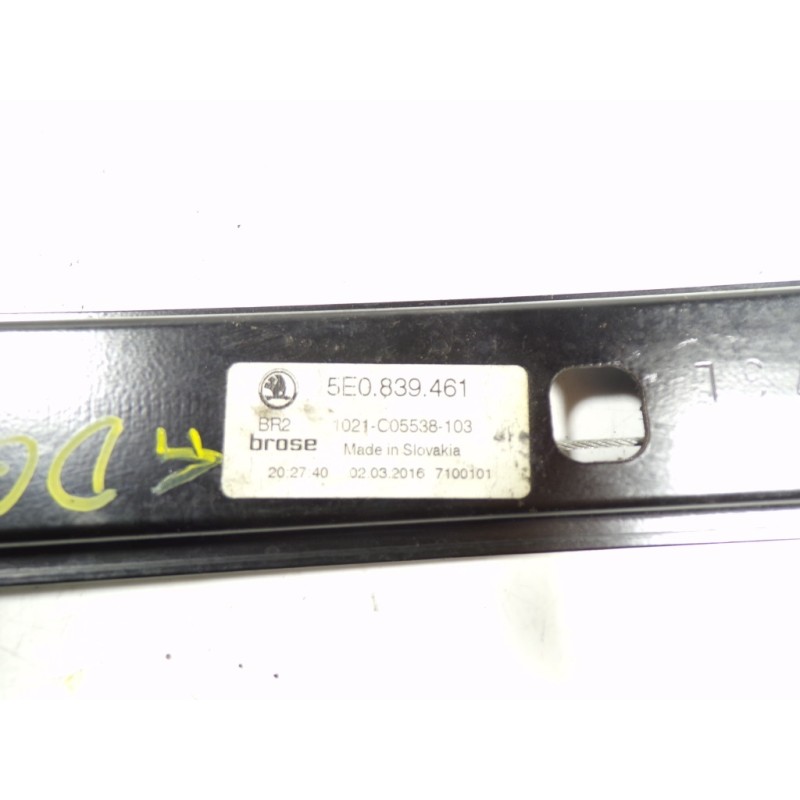 5E0.839.461
BR2 1021-C05538-103
brose Made in Slovakia
20:27:40 02.03.2016 7100101